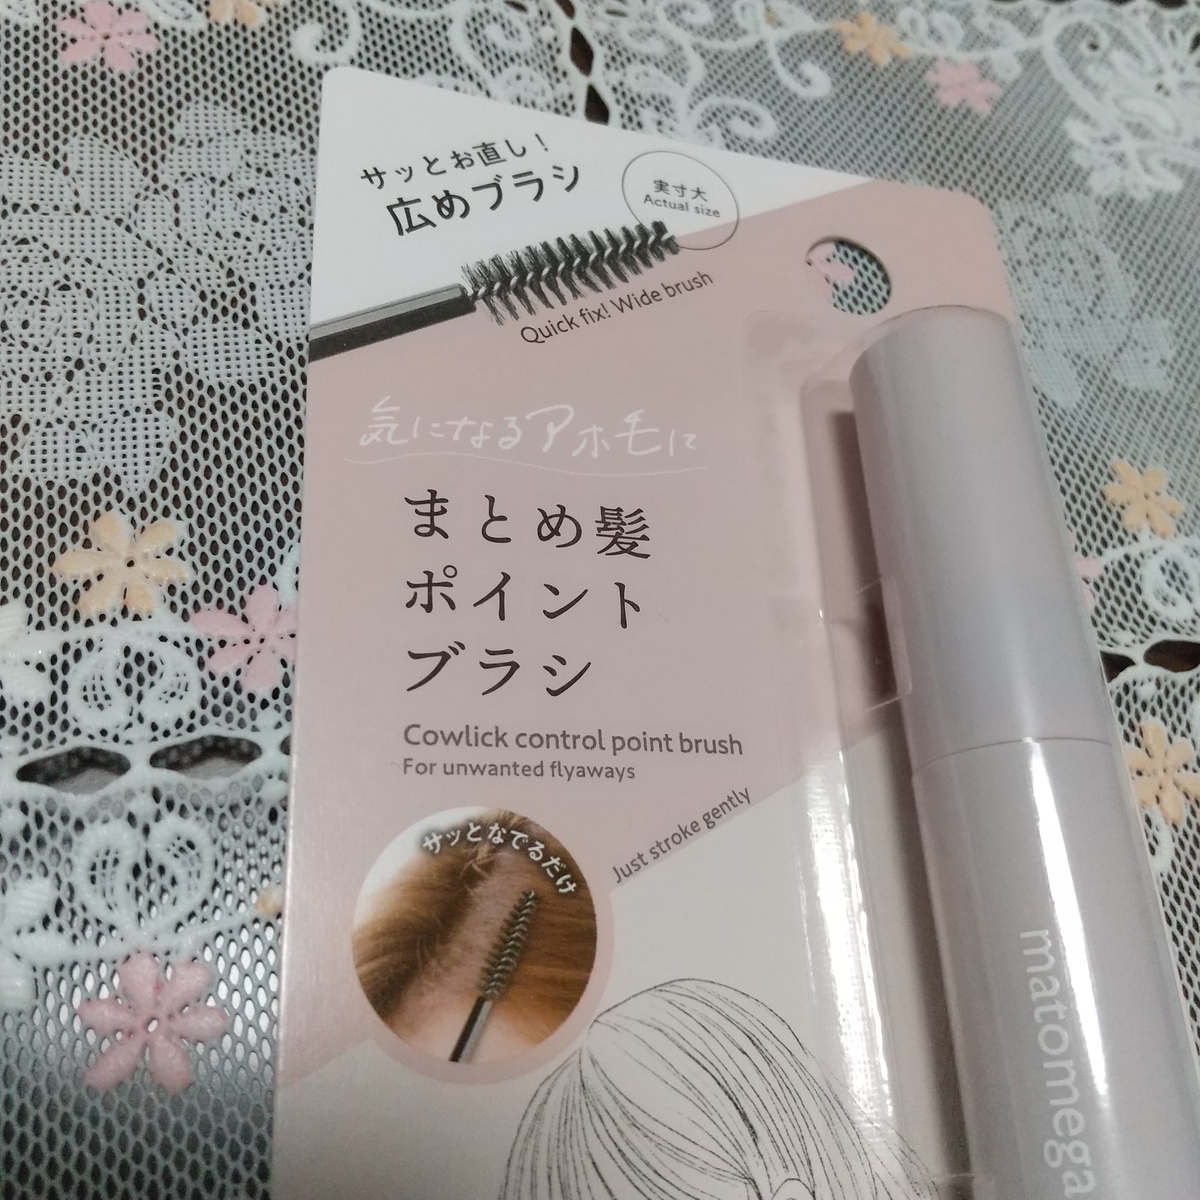 サッとお直し!
広めブラシ
実寸大
Actual size
Quick fix! Wide brush
気になるアホ毛に
まとめ髪
ポイント
ブラシ
Cowlick control point brush
For unwanted flyaways
サッとなでるだけ
Just stroke gently
matomega